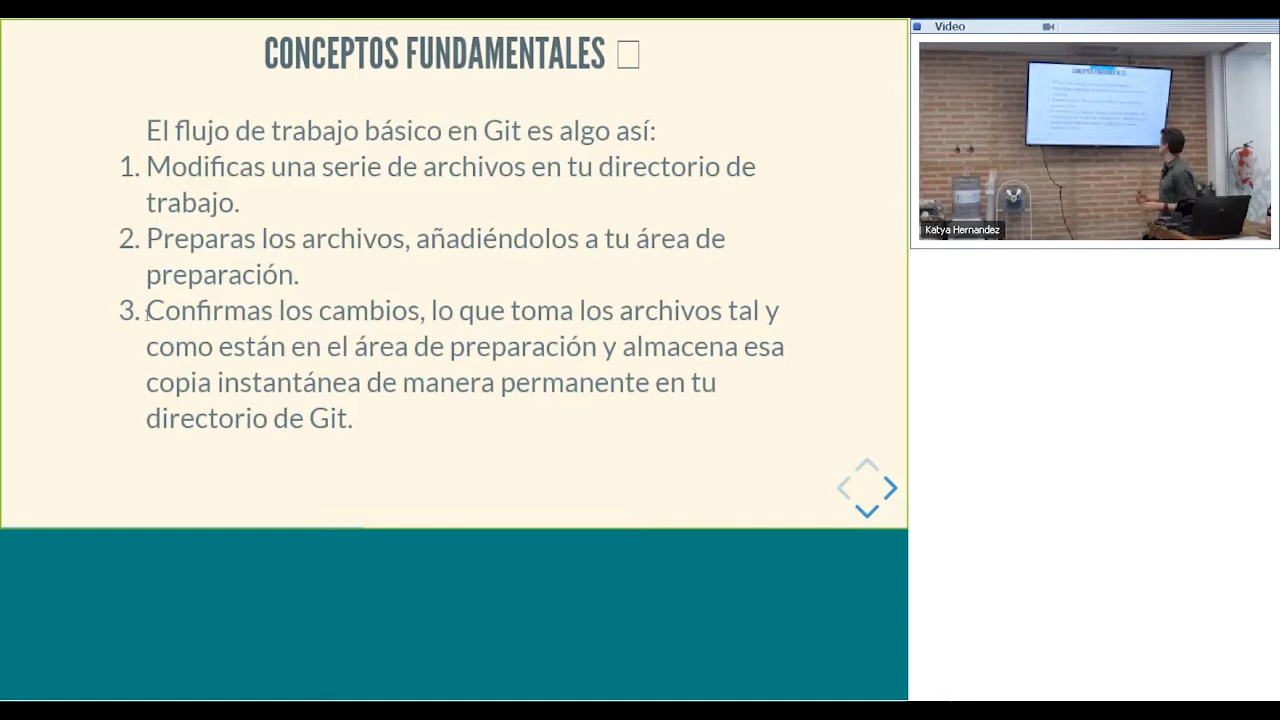 CONCEPTOS FUNDAMENTALES
El flujo de trabajo básico en Git es algo así:
1. Modificas una serie de archivos en tu directorio de
trabajo.
2. Preparas los archivos, añadiéndolos a tu área de
preparación.
3. Confirmas los cambios, lo que toma los archivos tal y
como están en el área de preparación y almacena esa
copia instantánea de manera permanente en tu
directorio de Git.
Video
Katya Hernandez